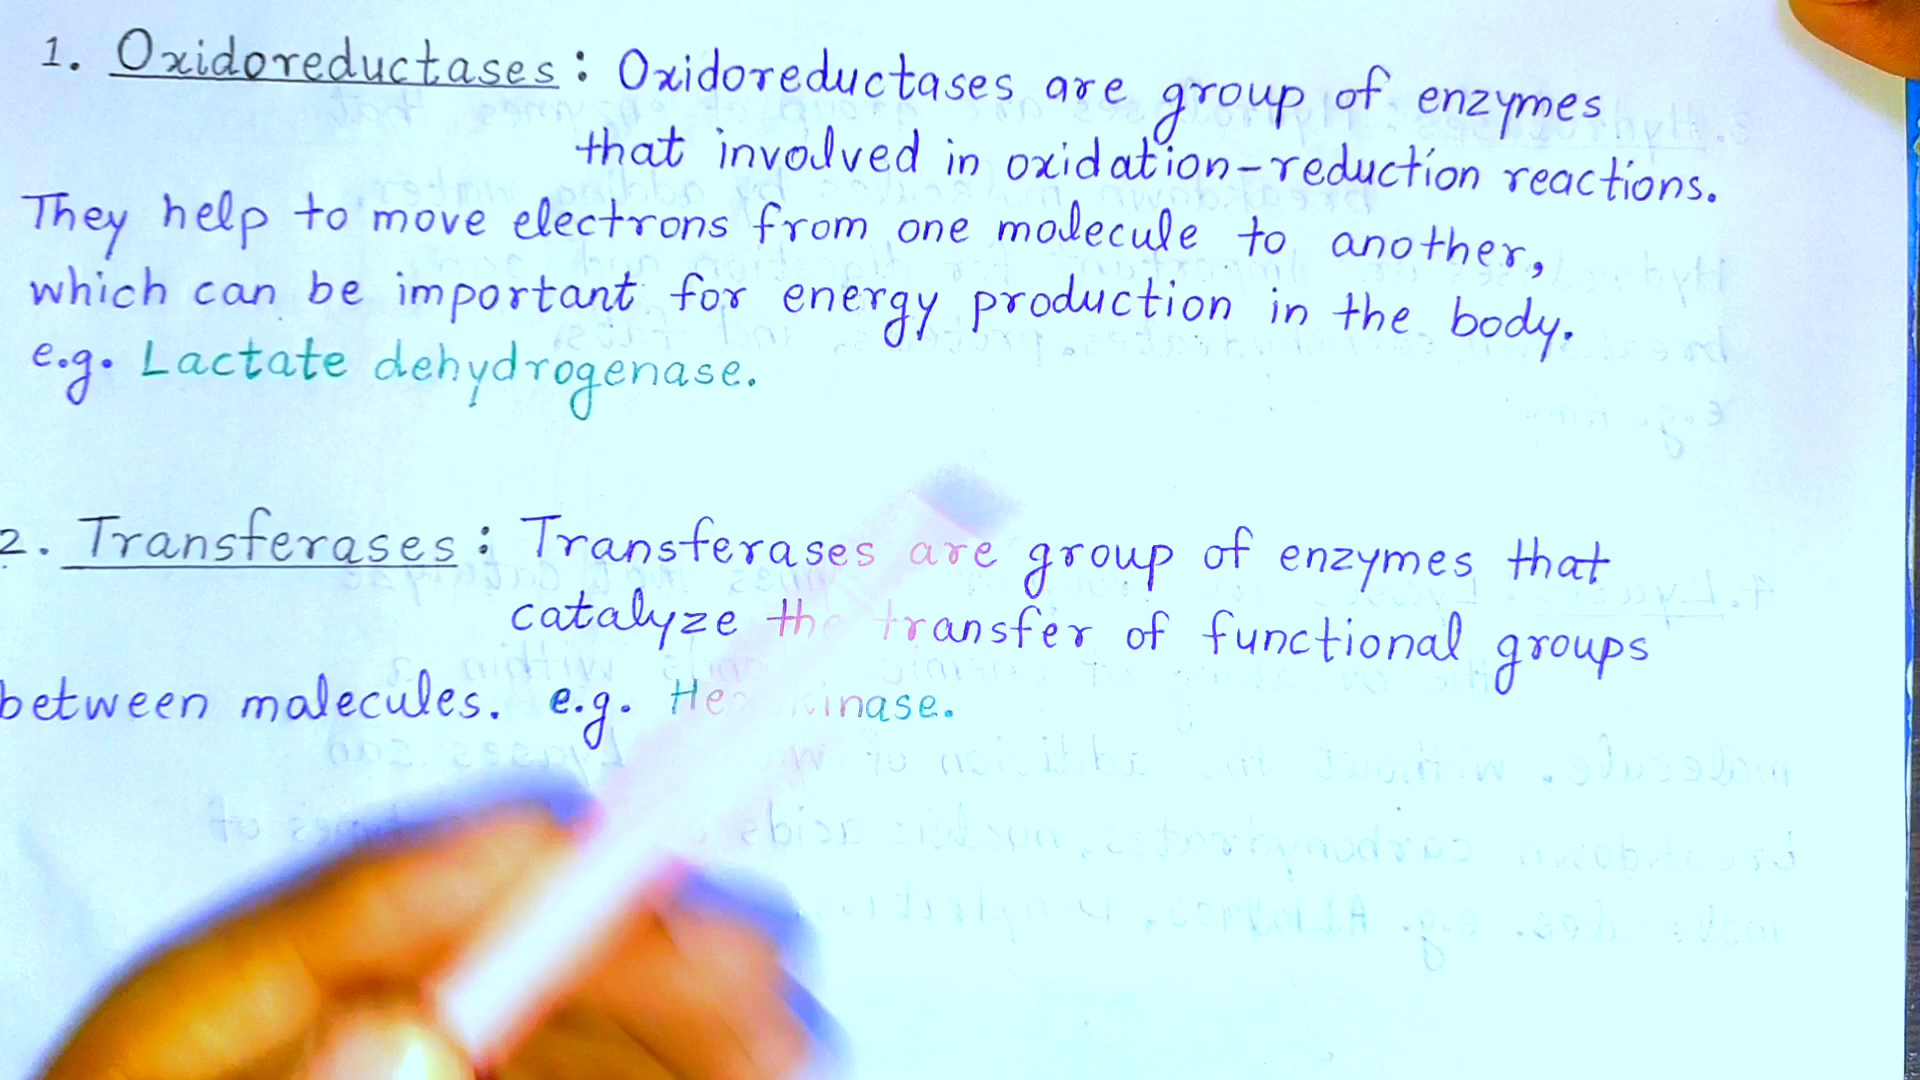 1. Oxidoreductases : Oxidoreductases are group of enzymes
that involved in oxidation-reduction reactions.
They help to move electrons from one molecule to another,
which can be important for energy production in the body.
e.g. Lactate dehydrogenase.
2. Transferases : Transferases are group of enzymes that
catalyze the transfer of functional groups
between malecules. e.g.